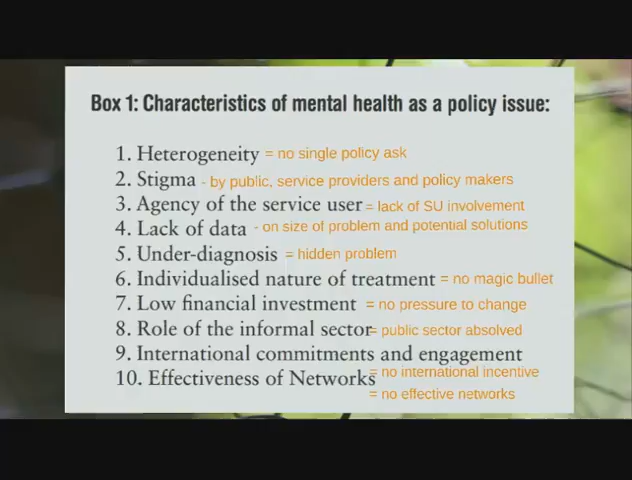 Box 1: Characteristics of mental health as a policy issue:
1. Heterogeneity = no single policy ask
2. Stigma - by public, service providers and policy makers
3. Agency of the service user = lack of SU involvement
4. Lack of data - on size of problem and potential solutions
5. Under-diagnosis = hidden problem
6. Individualised nature of treatment = no magic bullet
7. Low financial investment = no pressure to change
8. Role of the informal sector = public sector absolved
9. International commitments and engagement
= no international incentive
10. Effectiveness of Networks
= no effective networks